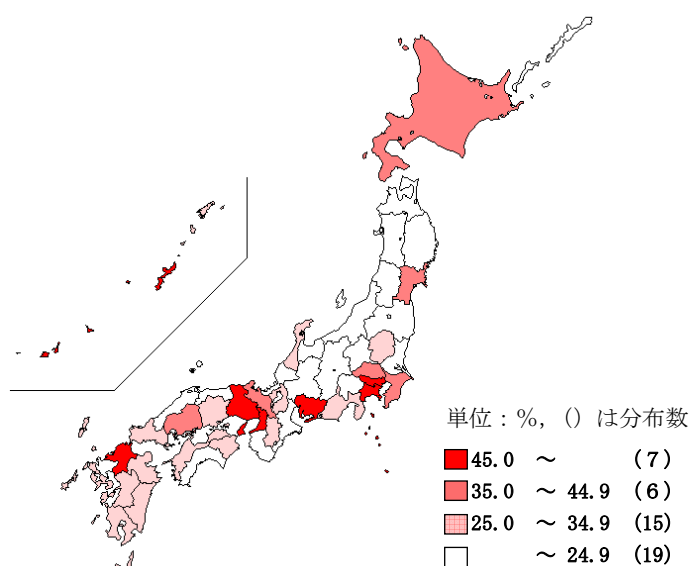 単位：%，（）は分布数
45.0 ～ （７）
35.0 ～ 44.9 （６）
25.0 ～ 34.9 (15)
～ 24.9 (19)